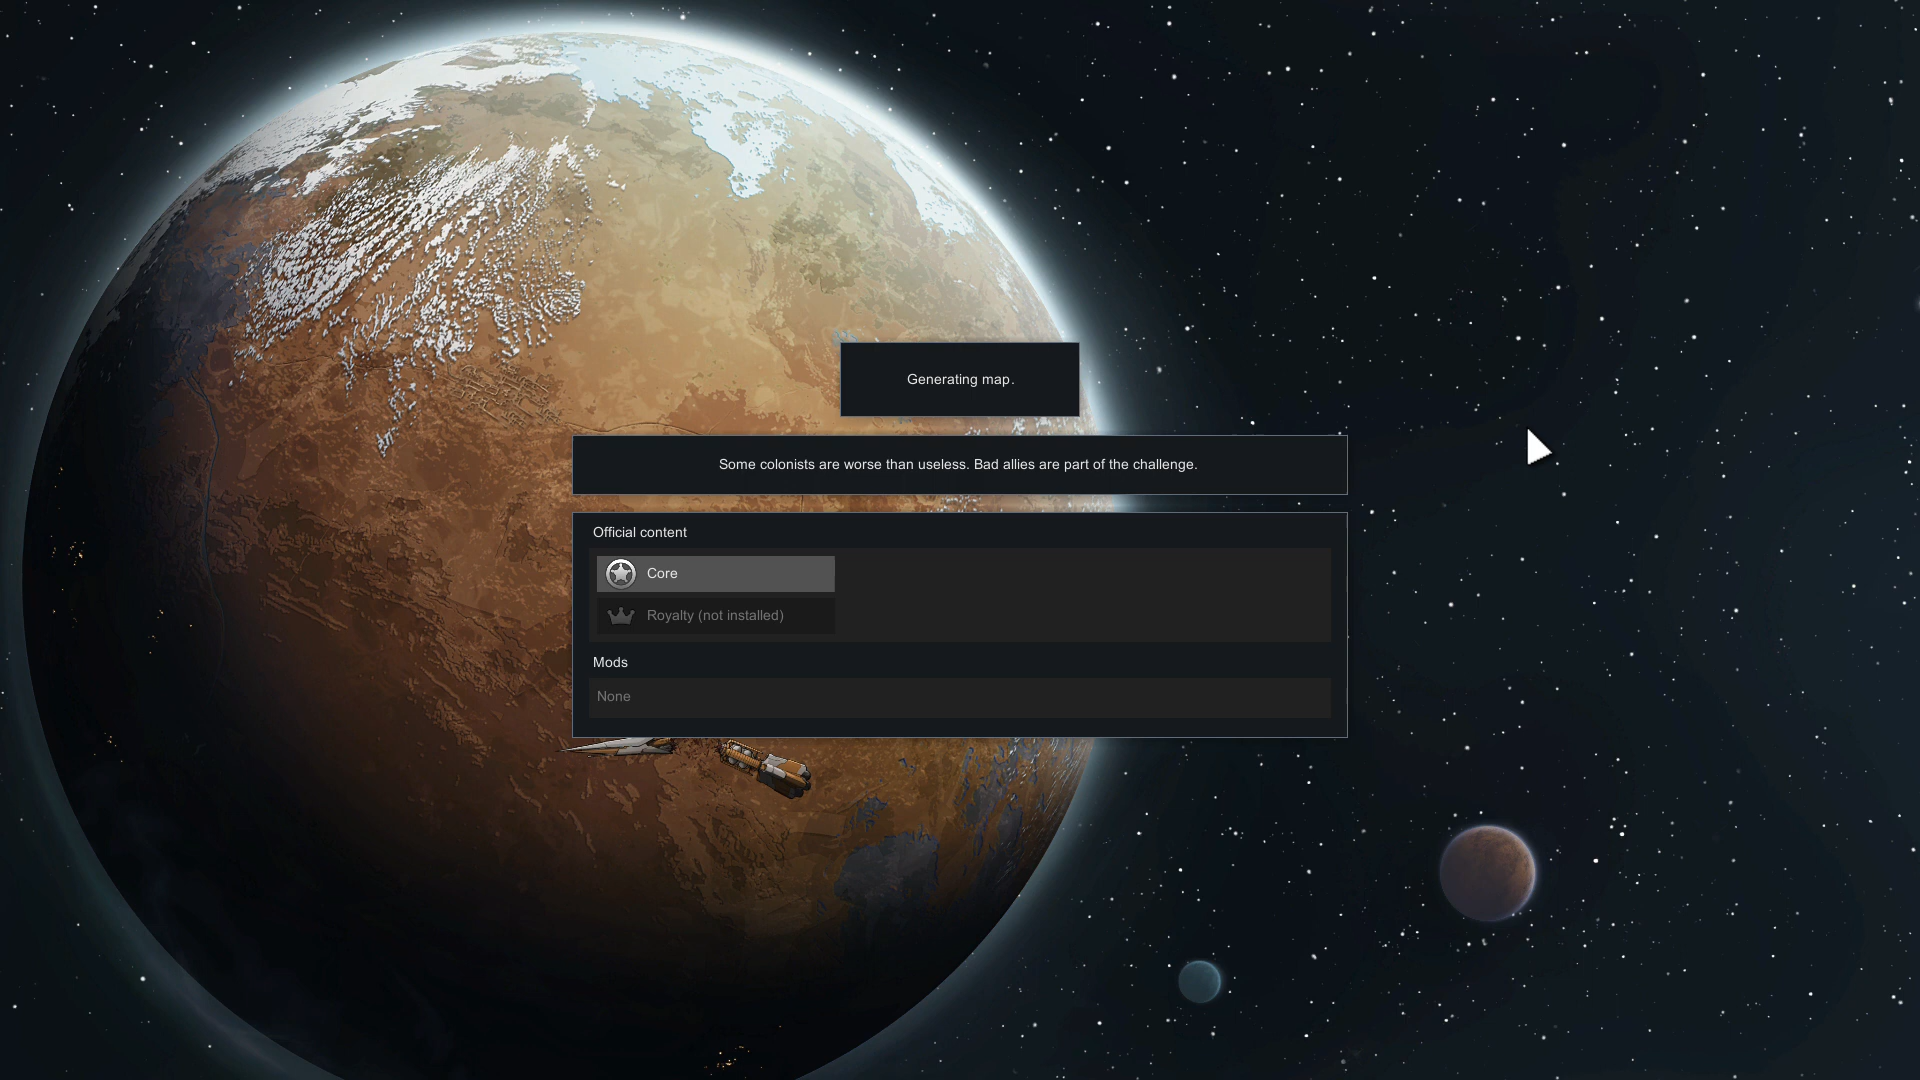 Generating map.
Some colonists are worse than useless. Bad allies are part of the challenge.
Official content
Core
Royalty (not installed)
Mods
None